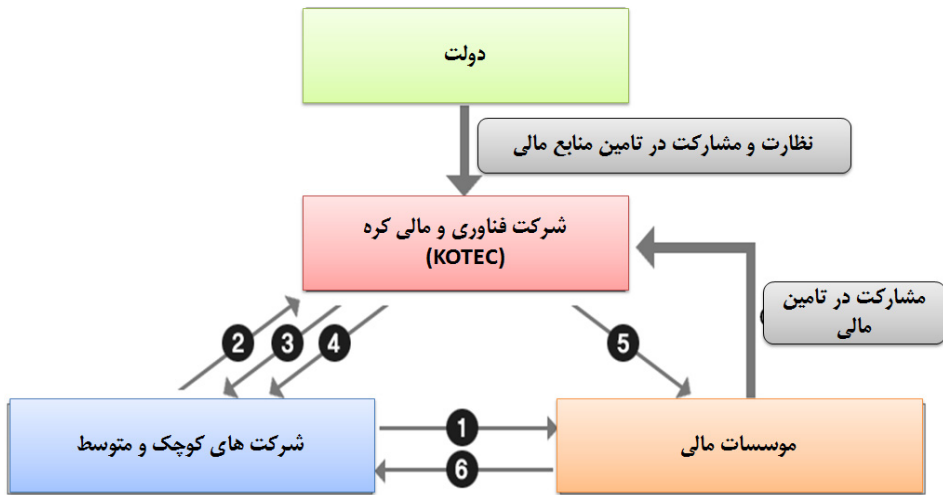 دولت
نظارت و مشارکت در تامین منابع مالی
شرکت فناوری و مالی کره
(KOTEC)
مشارکت در تامین
مالی
2
3
4
5
شرکت های کوچک و متوسط
1
6
موسسات مالی